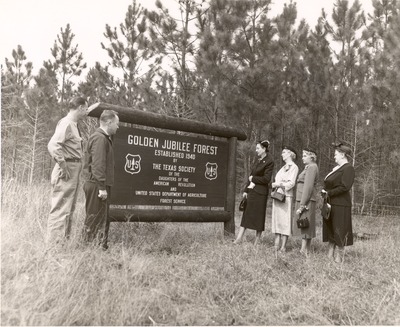 GOLDEN JUBILEE FOREST
ESTABLISHED 1940
BY
THE TEXAS SOCIETY
OF THE
DAUGHTERS OF THE
AMERICAN REVOLUTION
AND
UNITED STATES DEPARTMENT OF AGRICULTURE
FOREST SERVICE
U S
U S